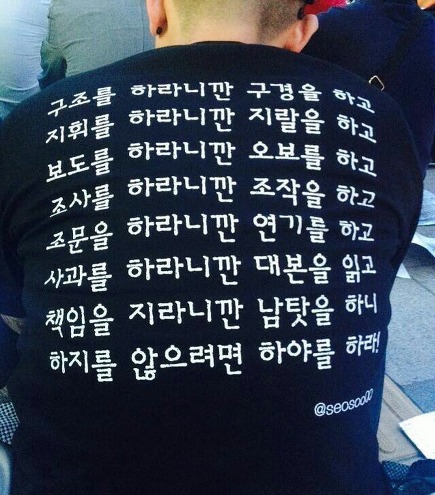 구조를 하라니깐 구경을 하고
지휘를 하라니깐 지랄을 하고
보도를 하라니깐 오보를 하고
조사를 하라니깐 조작을 하고
조문을 하라니깐 연기를 하고
사과를 하라니깐 대본을 읽고
책임을 지라니깐 남탓을 하니
하지를 않으려면 하야를 하라!
@seosoo00